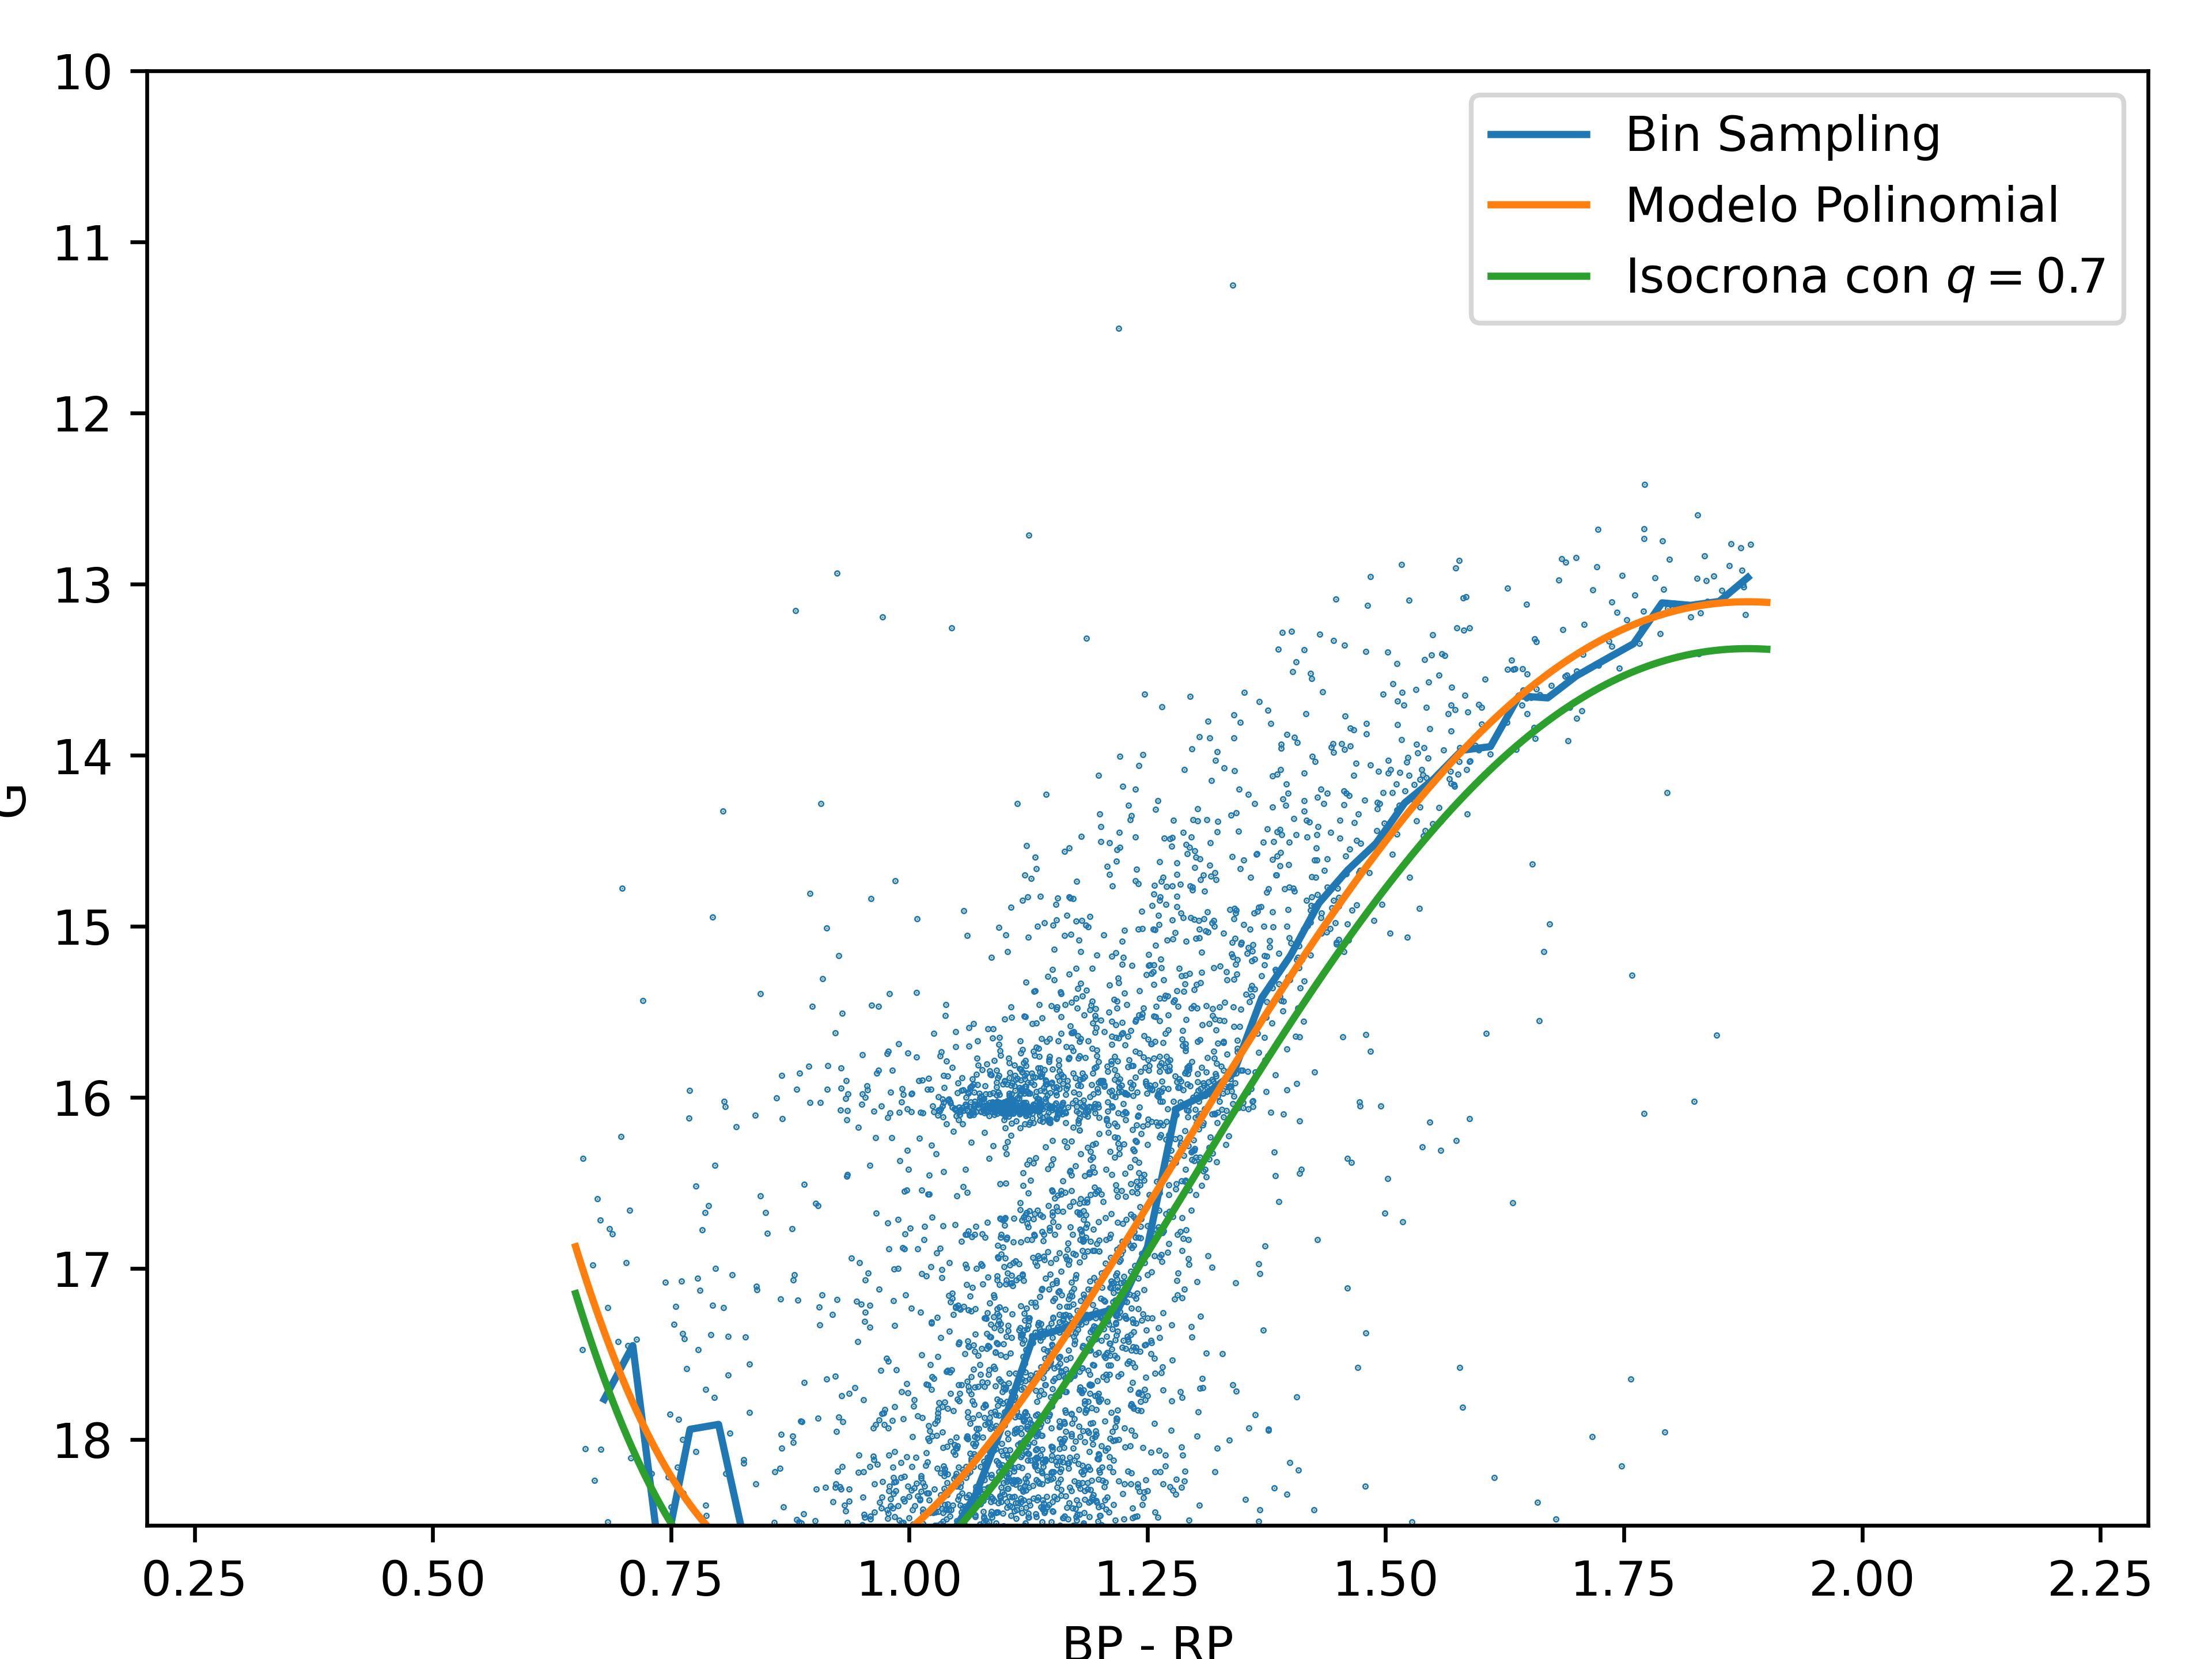 10
11
12
13
14
15
16
17
18
G
0.25 0.50 0.75 1.00 1.25 1.50 1.75 2.00 2.25
BP - RP
Bin Sampling
Modelo Polinomial
Isocrona con q = 0.7